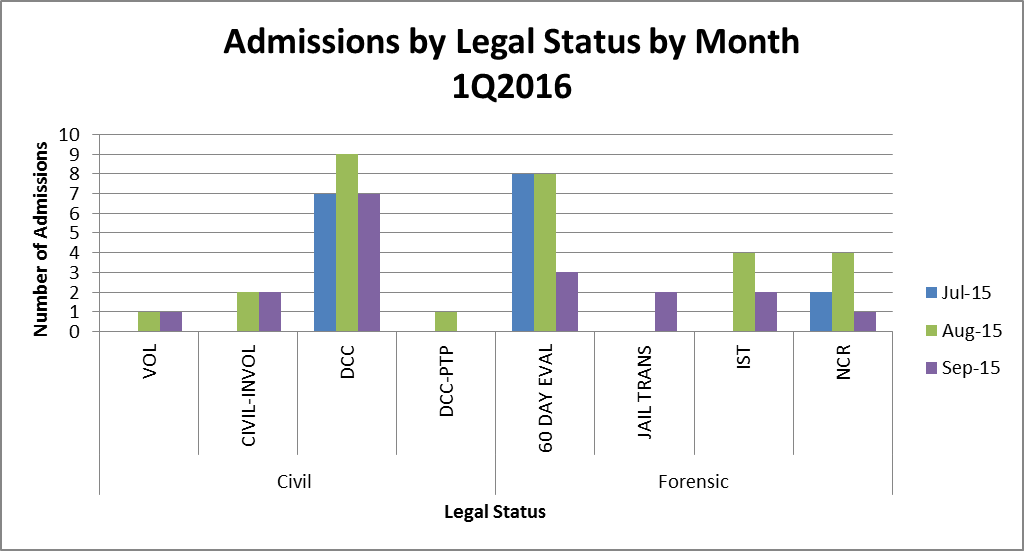 Admissions by Legal Status by Month
1Q2016
Number of Admissions
10
9
8
7
6
5
4
3
2
1
0
VOL
CIVIL-INVOL
DCC
DCC-PTP
60 DAY EVAL
JAIL TRANS
IST
NCR
Civil
Forensic
Legal Status
Jul-15
Aug-15
Sep-15